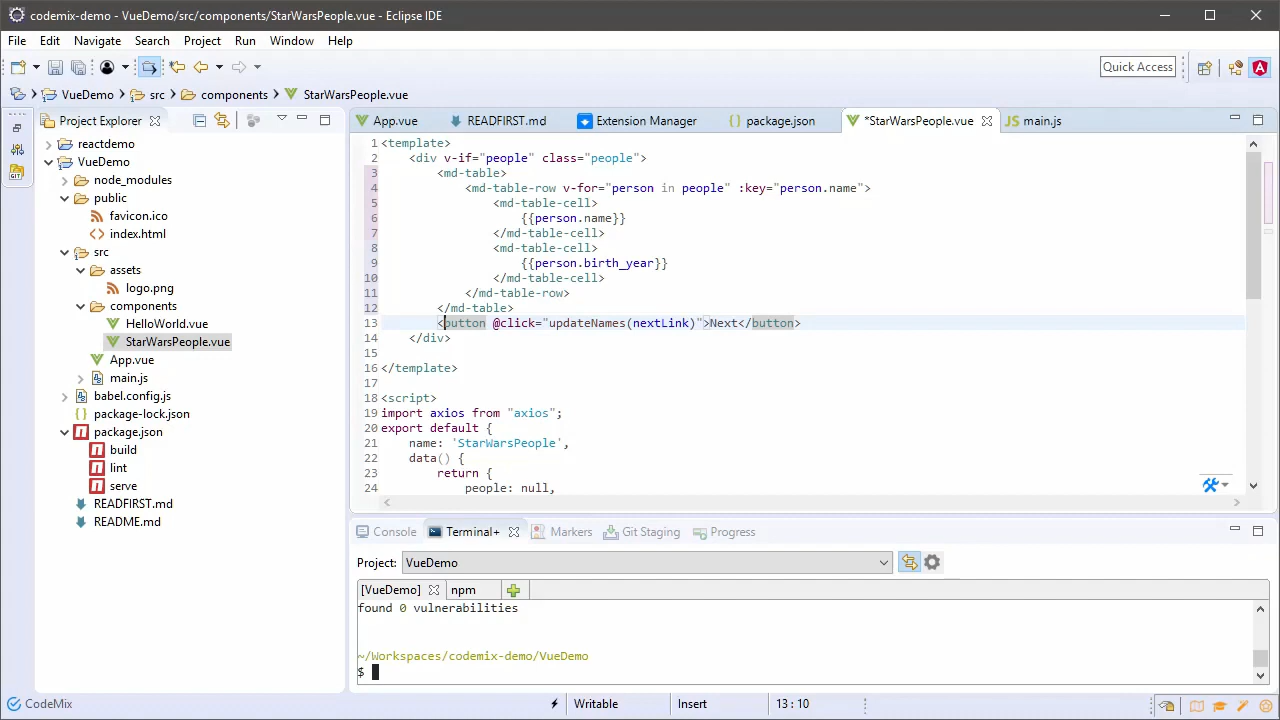 codemix-demo - VueDemo/src/components/StarWarsPeople.vue - Eclipse IDE
File Edit Navigate Search Project Run Window Help
Quick Access
VueDemo src components StarWarsPeople.vue
Project Explorer
reactdemo
VueDemo
node_modules
public
favicon.ico
index.html
src
assets
logo.png
components
HelloWorld.vue
StarWarsPeople.vue
App.vue
main.js
babel.config.js
package-lock.json
package.json
build
lint
serve
READFIRST.md
README.md
App.vue READFIRST.md Extension Manager package.json *StarWarsPeople.vue main.js
1 <template>
2 <div v-if="people" class="people">
3 <md-table>
4 <md-table-row v-for="person in people" :key="person.name">
5 <md-table-cell>
6 {{person.name}}
7 </md-table-cell>
8 <md-table-cell>
9 {{person.birth_year}}
10 </md-table-cell>
11 </md-table-row>
12 </md-table>
13 <button @click="updateNames(nextLink)">Next</button>
14 </div>
15
16 </template>
17
18 <script>
19 import axios from "axios";
20 export default {
21 name: 'StarWarsPeople',
22 data() {
23 return {
24 people: null,
Console Terminal+ Markers Git Staging Progress
Project: VueDemo
[VueDemo] npm
found 0 vulnerabilities
~/Workspaces/codemix-demo/VueDemo
$
CodeMix Writable Insert 13 : 10